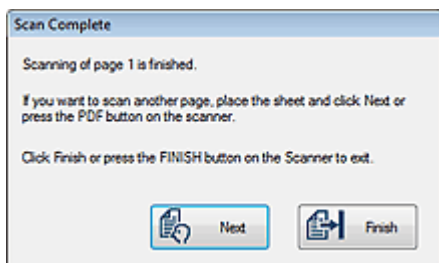 Scan Complete
Scanning of page 1 is finished.
If you want to scan another page, place the sheet and click Next or
press the PDF button on the scanner.
Click Finish or press the FINISH button on the Scanner to exit.
Next
Finish